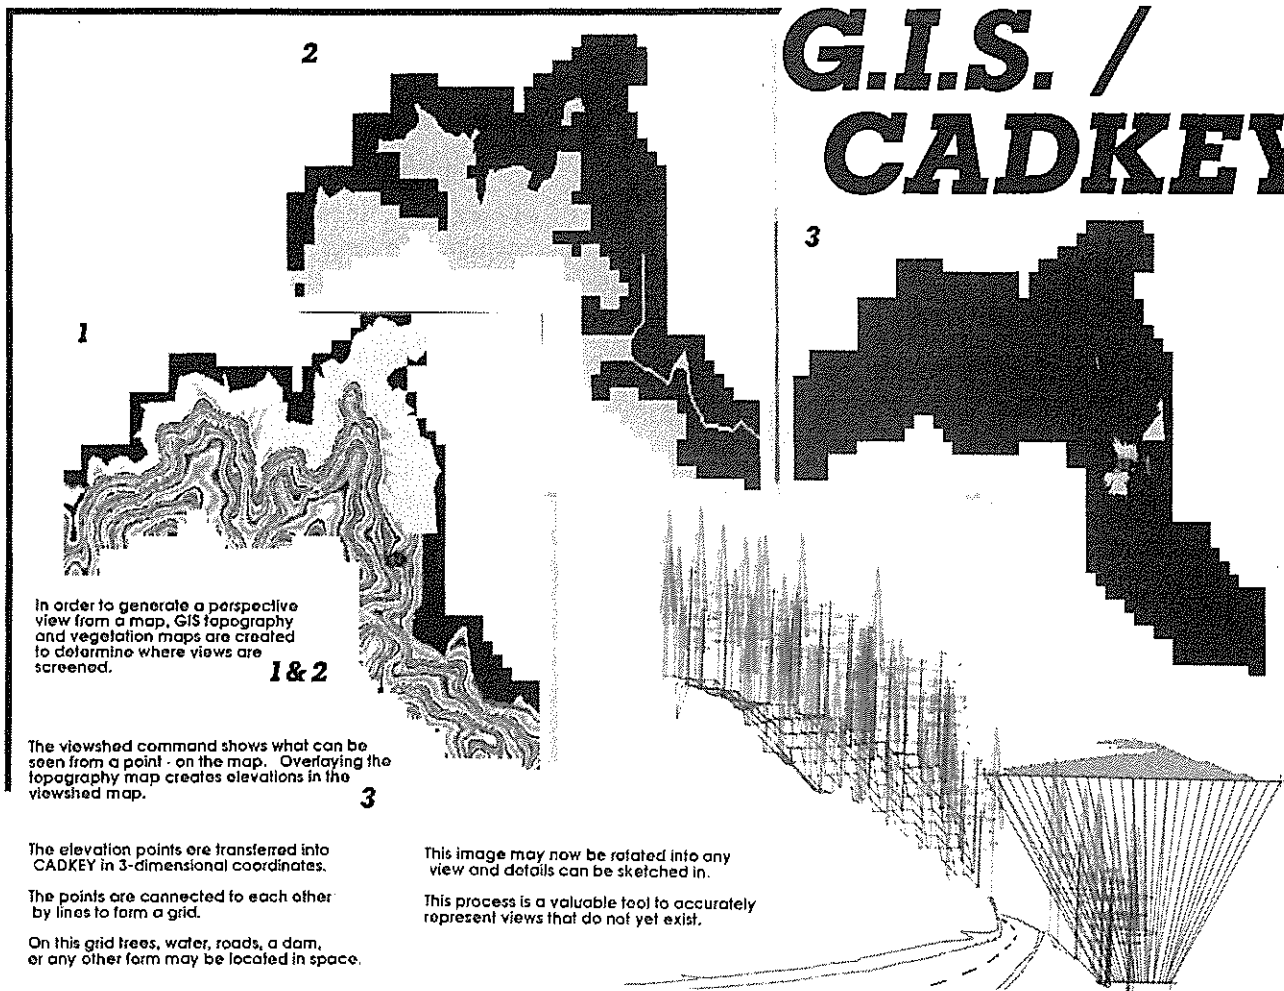 2
G.I.S. /
CADKEY
3
1
In order to generate a perspective
view from a map, GIS topography
and vegetation maps are created
to determine where views are
screened.
1 & 2
The viewshed command shows what can be
seen from a point - on the map. Overlaying the
topography map creates elevations in the
viewshed map.
3
The elevation points are transferred into
CADKEY in 3-dimensional coordinates.
The points are connected to each other
by lines to form a grid.
On this grid trees, water, roads, a dam,
or any other form may be located in space.
This image may now be rotated into any
view and details can be sketched in.
This process is a valuable tool to accurately
represent views that do not yet exist.